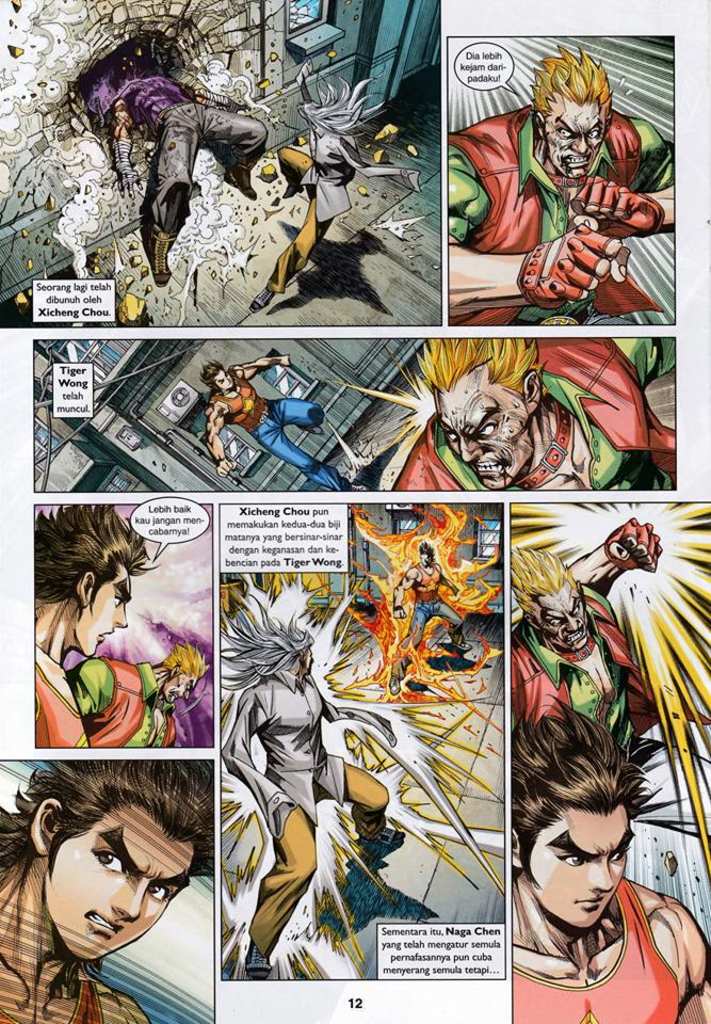 Seorang lagi telah
dibunuh oleh
Xicheng Chou.
Dia lebih
kejam dari-
padaku!
Tiger
Wong
telah
muncul.
Lebih baik
kau jangan men-
cabarnya!
Xicheng Chou pun
memakukan kedua-dua biji
matanya yang bersinar-sinar
dengan keganasan dan ke-
bencian pada Tiger Wong.
Sementara itu, Naga Chen
yang telah mengatur semula
pernafasannya pun cuba
menyerang semula tetapi...
12